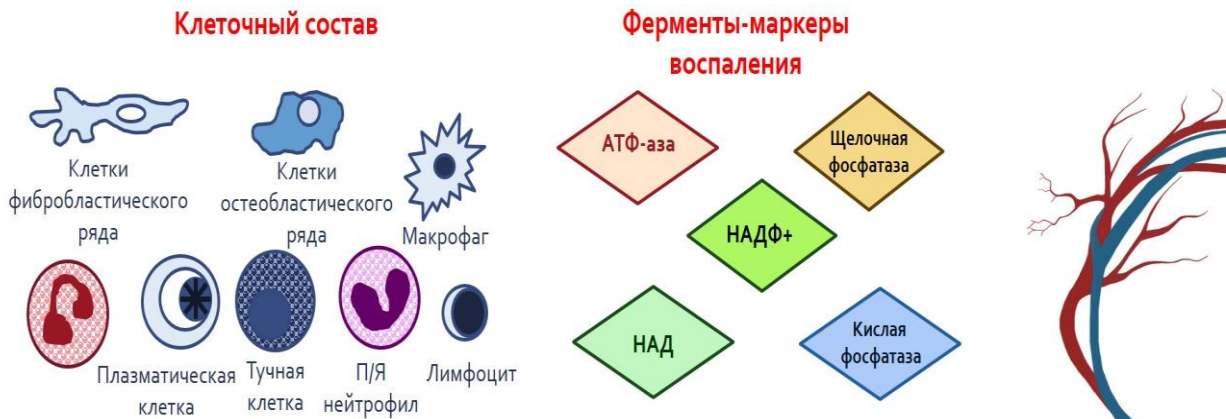 Клеточный состав
Ферменты-маркеры
воспаления
Клетки
фибробластического
ряда
Клетки
остеобластического
ряда
Макрофаг
Плазматическая
клетка
Тучная
клетка
П/Я
нейтрофил
Лимфоцит
АТФ-аза
Щелочная
фосфатаза
НАДФ+
НАД
Кислая
фосфатаза